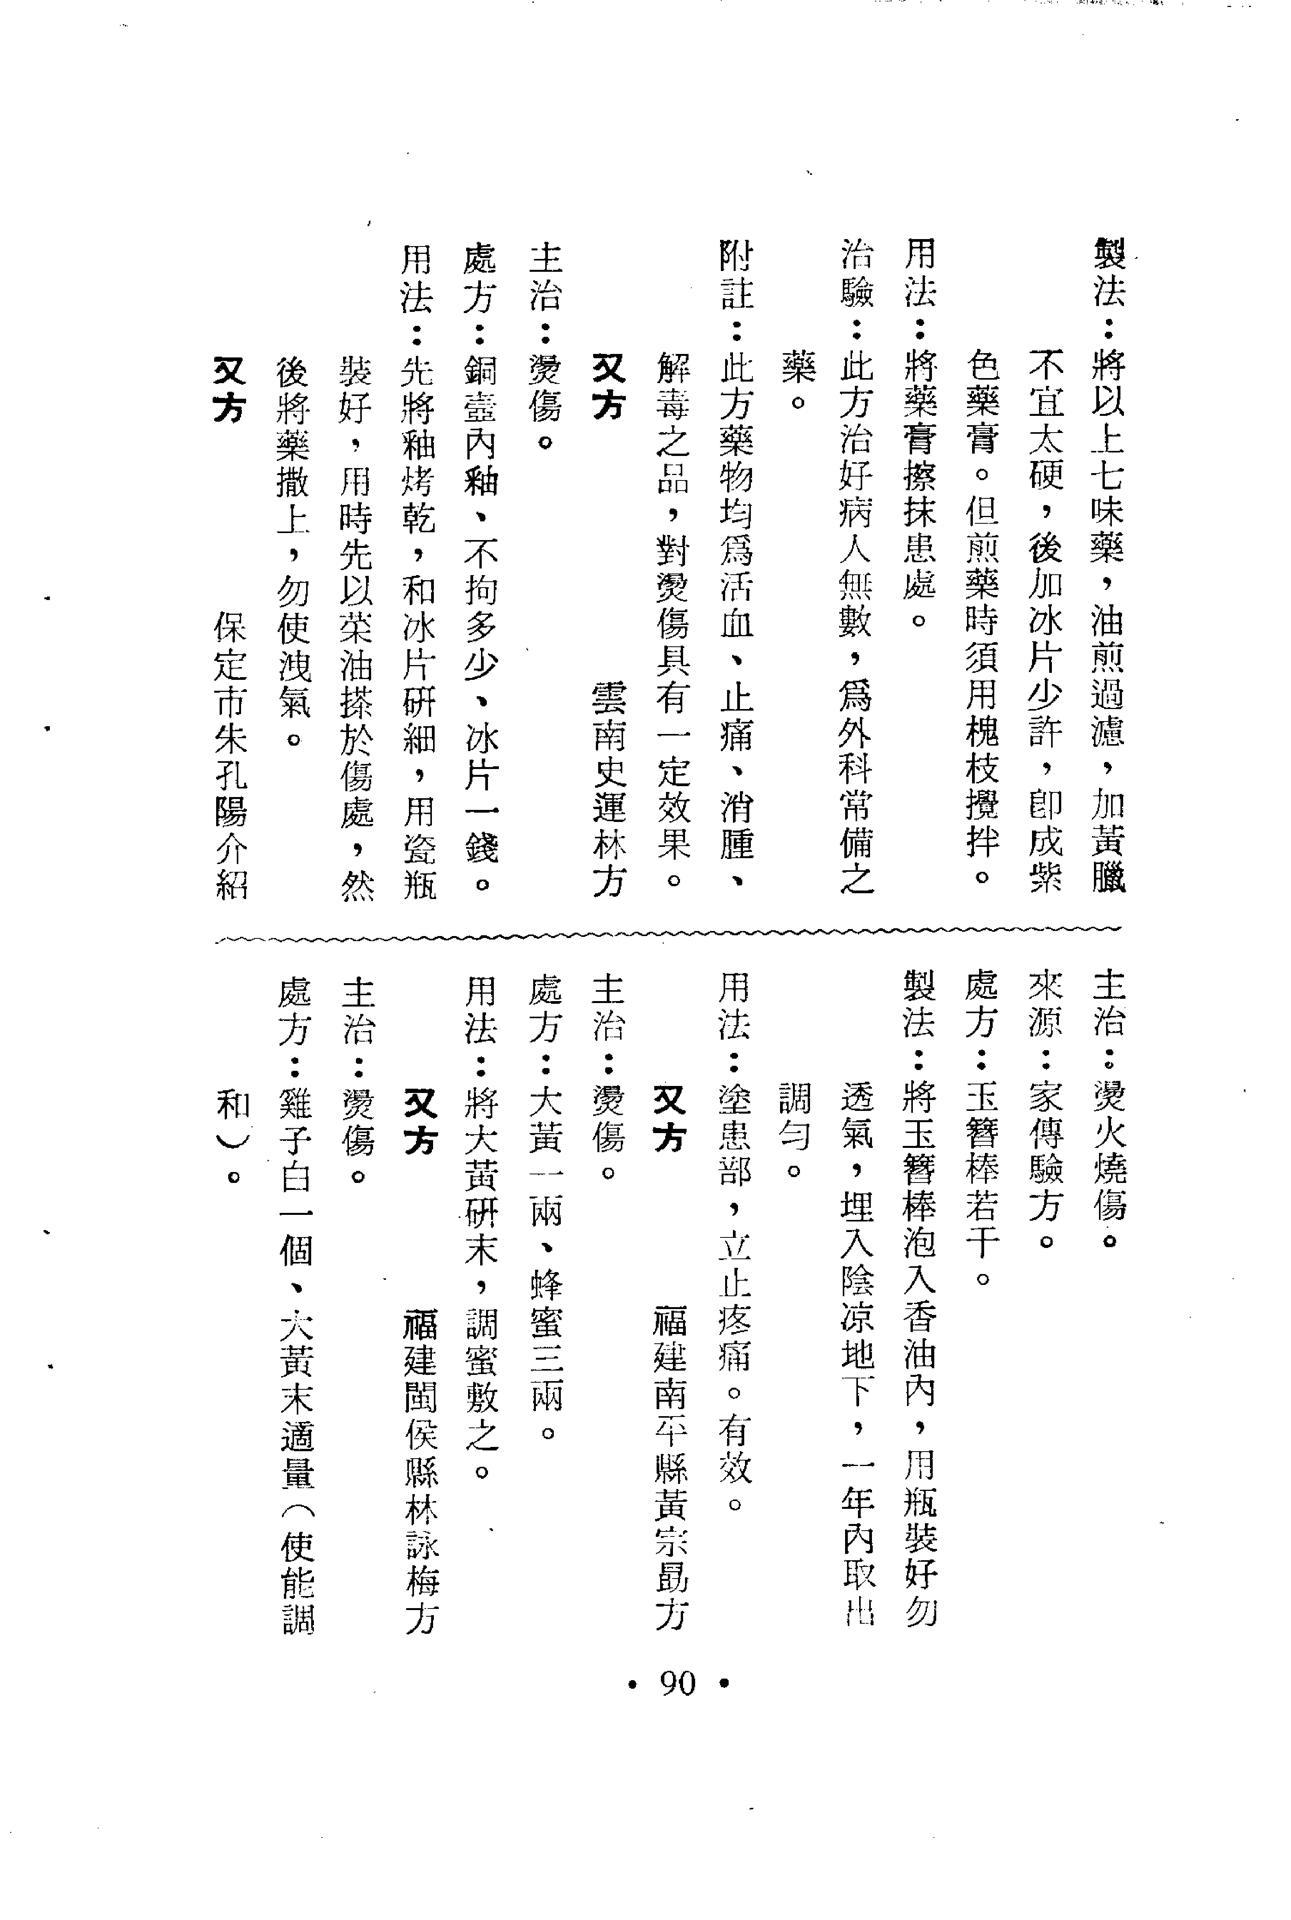 製法：將以上七味藥，油煎過濾，加黃臘
不宜太硬，後加冰片少許，卽成紫
色藥膏。但煎藥時須用槐枝攪拌。
用法：將藥膏擦抹患處。
治驗：此方治好病人無數，爲外科常備之
藥。
附註：此方藥物均爲活血、止痛、消腫、
解毒之品，對燙傷具有一定效果。
又方　雲南史運林方
主治：燙傷。
處方：銅壺內釉、不拘多少、冰片一錢。
用法：先將釉烤乾，和冰片研細，用瓷瓶
裝好，用時先以菜油搽於傷處，然
後將藥撒上，勿使洩氣。
又方　保定市朱孔陽介紹
主治：燙火燒傷。
來源：家傳驗方。
處方：玉簪棒若干。
製法：將玉簪棒泡入香油內，用瓶裝好勿
透氣，埋入陰凉地下，一年內取出
調勻。
用法：塗患部，立止疼痛。有效。
又方　福建南平縣黃宗勗方
主治：燙傷。
處方：大黃一兩、蜂蜜三兩。
用法：將大黃研末，調蜜敷之。
又方　福建閩侯縣林詠梅方
主治：燙傷。
處方：雞子白一個、大黃末適量（使能調
和）。
• 90 •